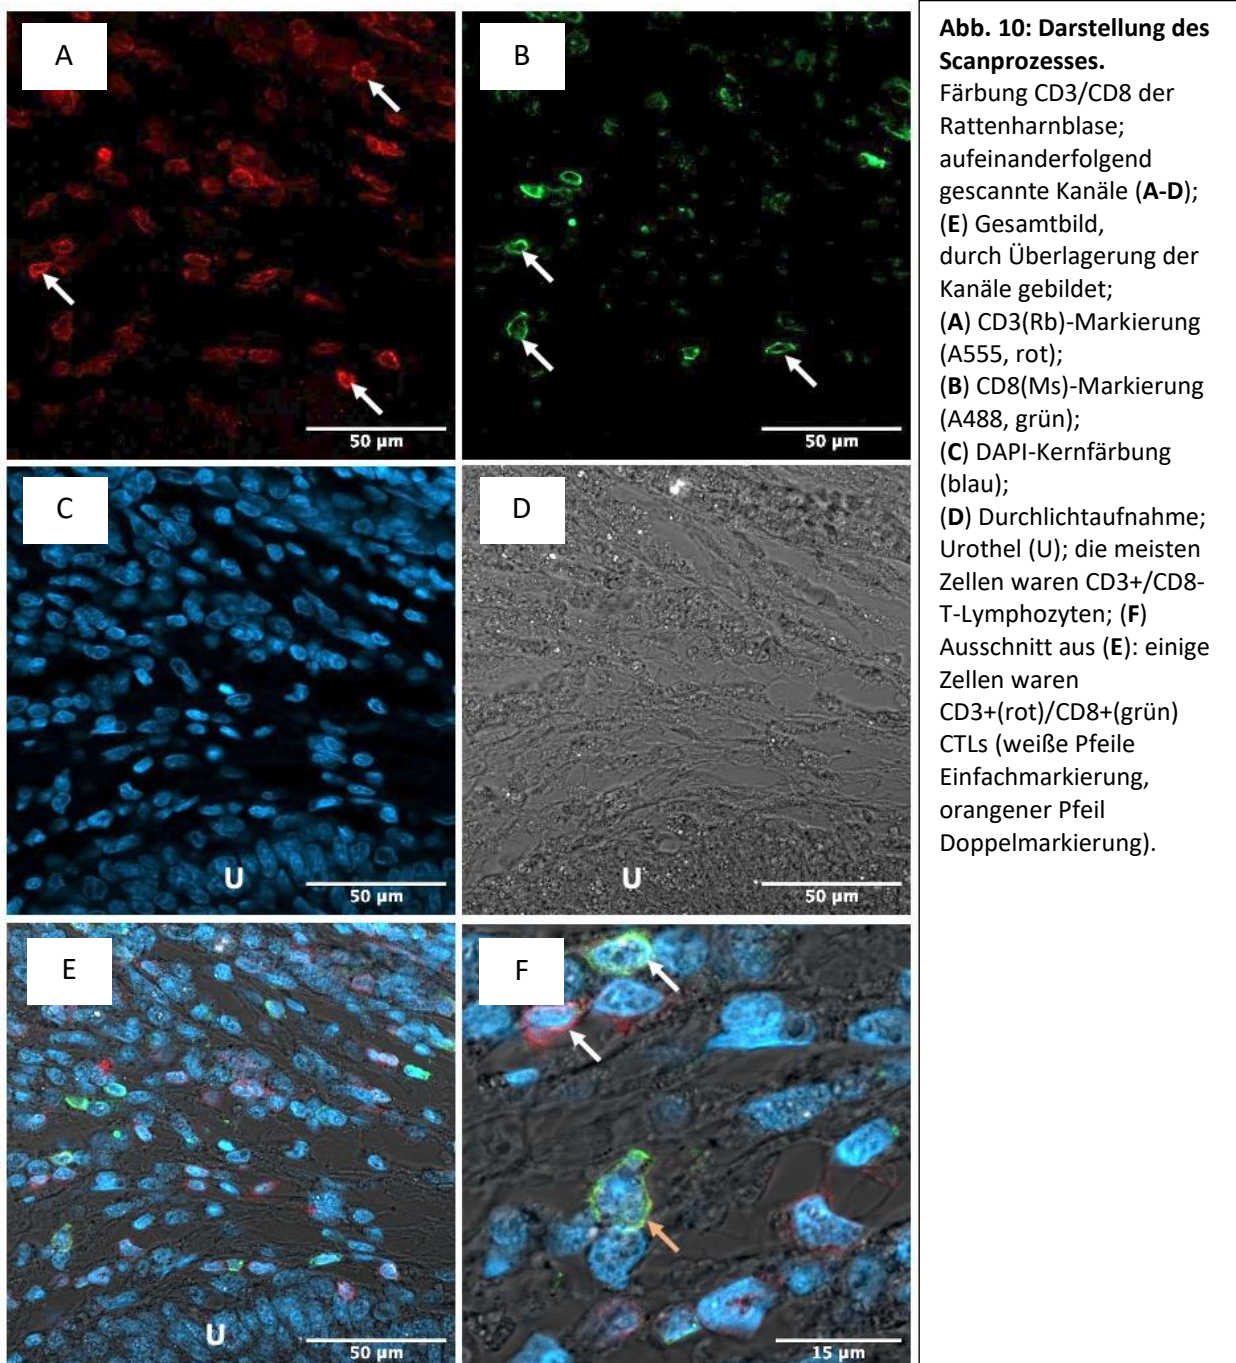 A
B
50 µm
50 µm
C
D
U
50 µm
U
50 µm
E
F
U
50 µm
15 µm
Abb. 10: Darstellung des
Scanprozesses.
Färbung CD3/CD8 der
Rattenharnblase;
aufeinanderfolgend
gescannte Kanäle (A-D);
(E) Gesamtbild,
durch Überlagerung der
Kanäle gebildet;
(A) CD3(Rb)-Markierung
(A555, rot);
(B) CD8(Ms)-Markierung
(A488, grün);
(C) DAPI-Kernfärbung
(blau);
(D) Durchlichtaufnahme;
Urothel (U); die meisten
Zellen waren CD3+/CD8-
T-Lymphozyten; (F)
Ausschnitt aus (E): einige
Zellen waren
CD3+(rot)/CD8+(grün)
CTLs (weiße Pfeile
Einfachmarkierung,
orangener Pfeil
Doppelmarkierung).